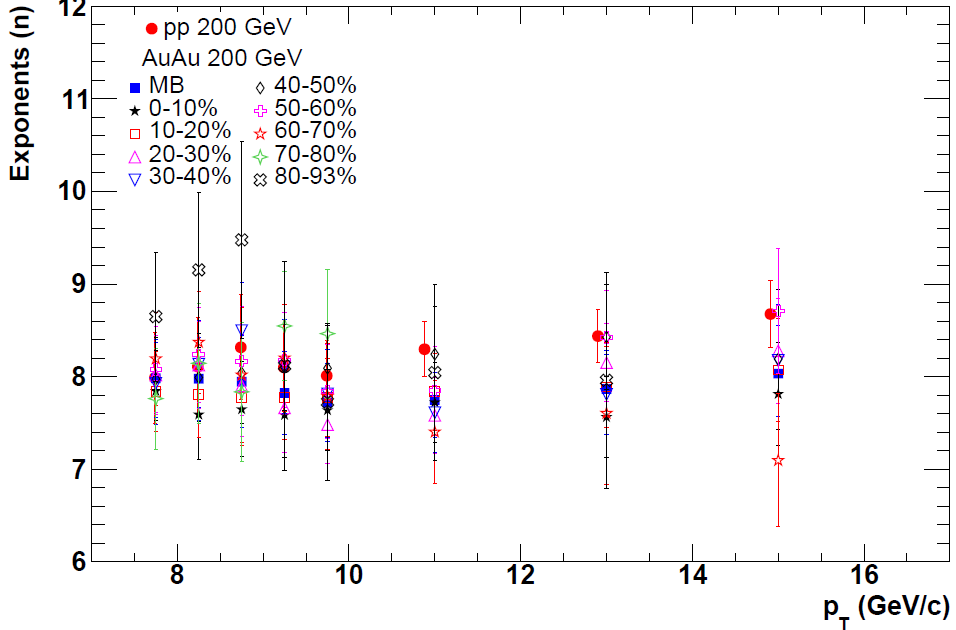 12
11
10
9
8
7
6
Exponents (n)
pp 200 GeV
AuAu 200 GeV
MB
0-10%
10-20%
20-30%
30-40%
40-50%
50-60%
60-70%
70-80%
80-93%
8 10 12 14 16
p_T (GeV/c)